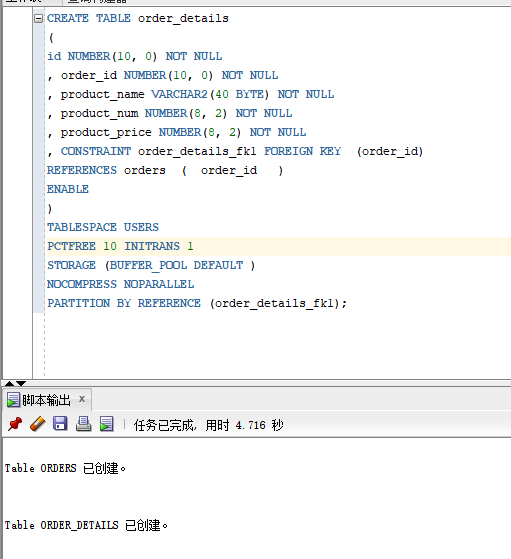 CREATE TABLE order_details
(
id NUMBER(10, 0) NOT NULL
, order_id NUMBER(10, 0) NOT NULL
, product_name VARCHAR2(40 BYTE) NOT NULL
, product_num NUMBER(8, 2) NOT NULL
, product_price NUMBER(8, 2) NOT NULL
, CONSTRAINT order_details_fk1 FOREIGN KEY  (order_id)
REFERENCES orders  (  order_id   )
ENABLE
)
TABLESPACE USERS
PCTFREE 10 INITRANS 1
STORAGE (BUFFER_POOL DEFAULT )
NOCOMPRESS NOPARALLEL
PARTITION BY REFERENCE (order_details_fk1);
脚本输出 x
任务已完成, 用时 4.716 秒
Table ORDERS 已创建。
Table ORDER_DETAILS 已创建。